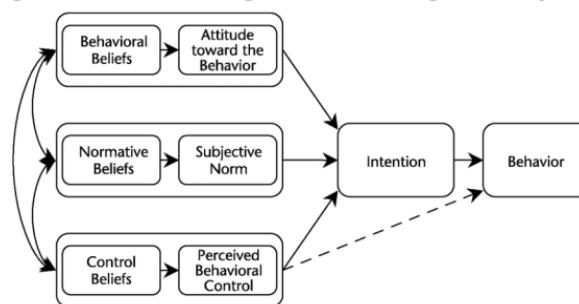 Behavioral
Beliefs
Attitude
toward the
Behavior
Normative
Beliefs
Subjective
Norm
Intention
Behavior
Control
Beliefs
Perceived
Behavioral
Control